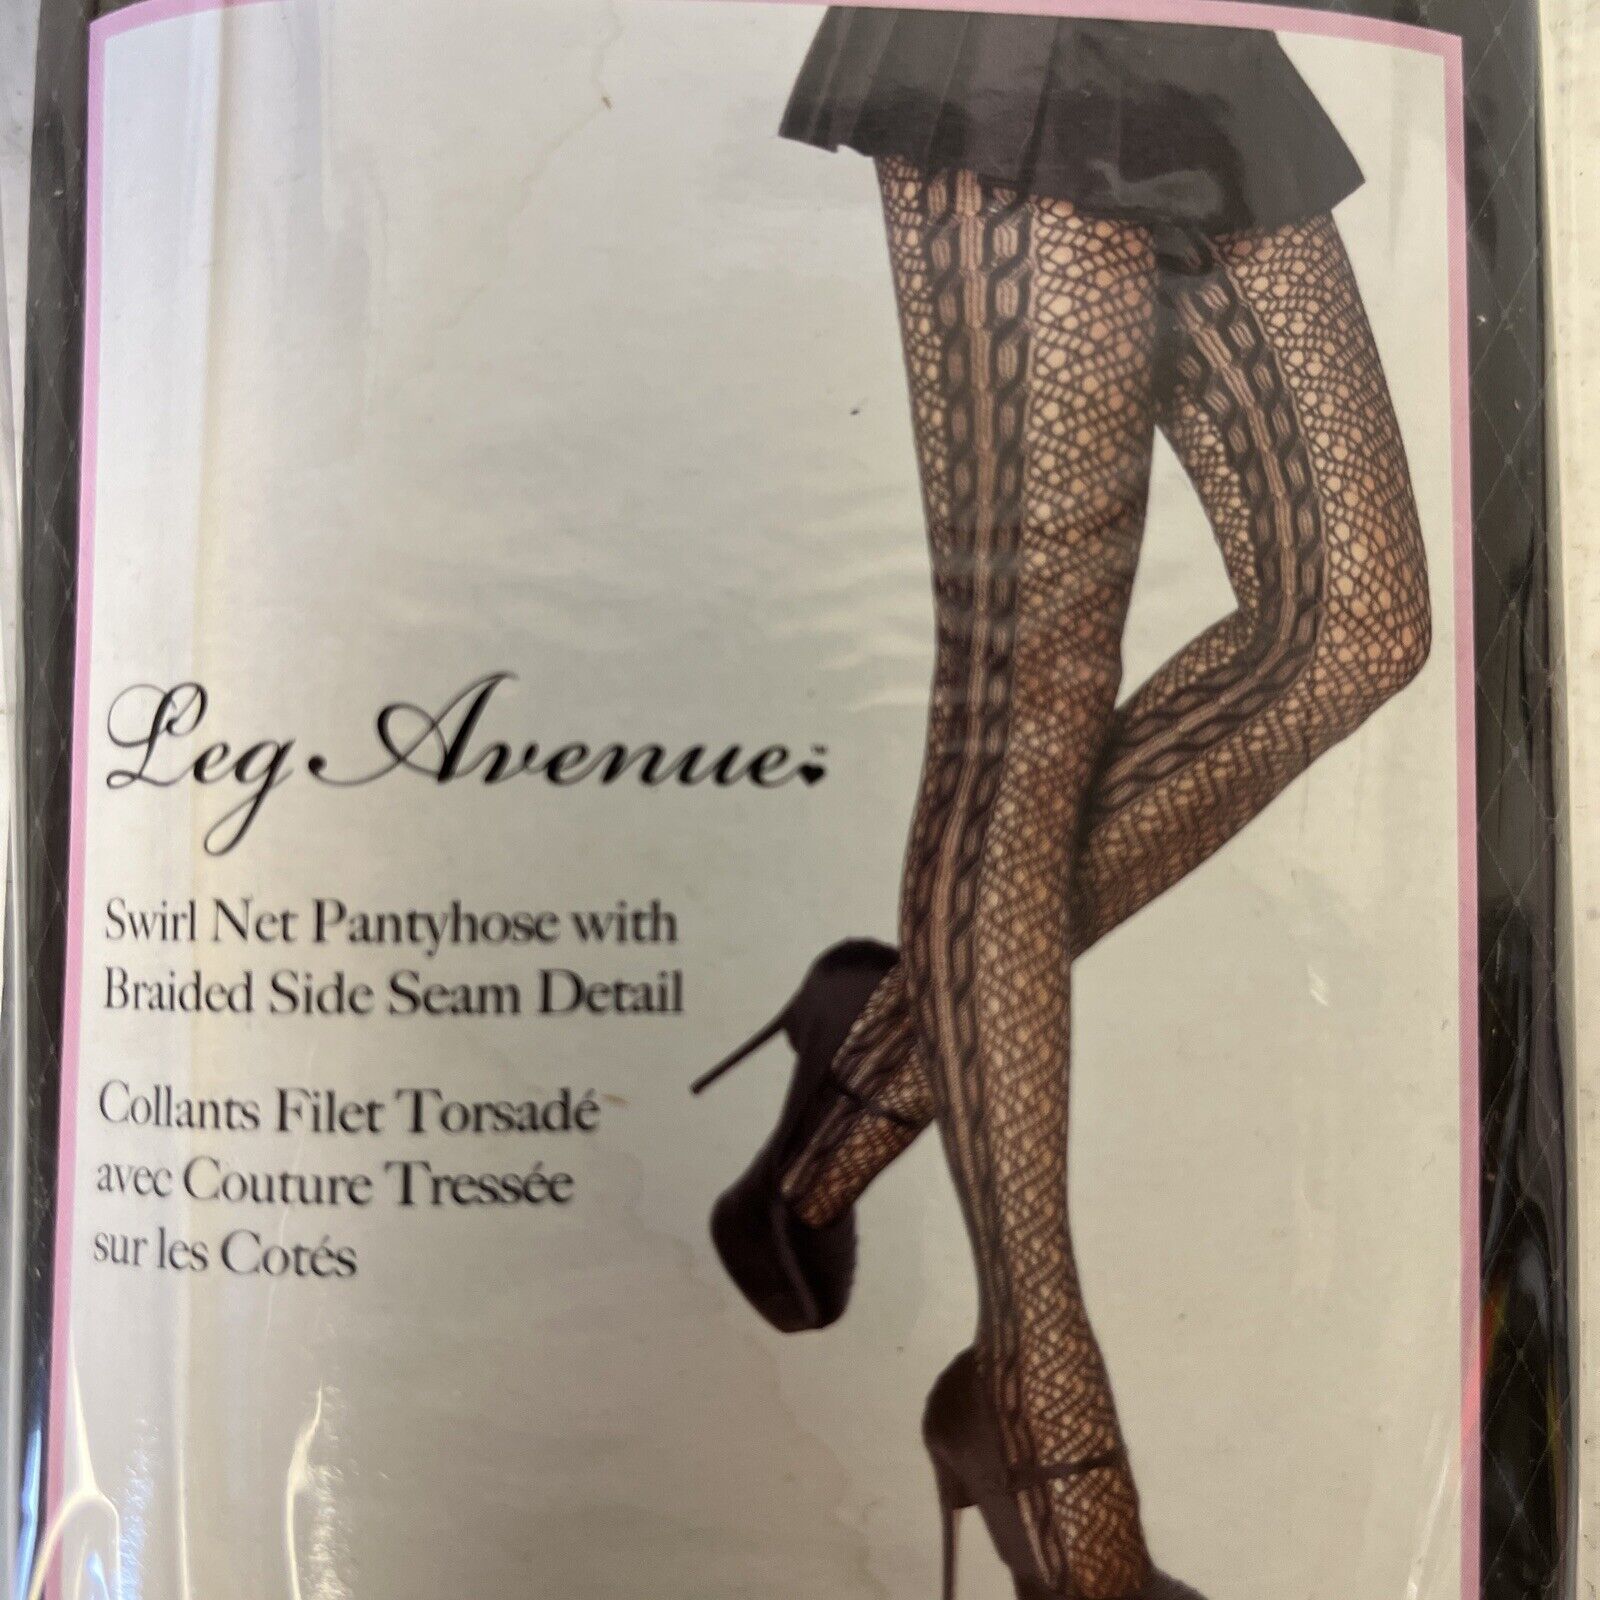 Leg Avenue
Swirl Net Pantyhose with
Braided Side Seam Detail
Collants Filet Torsadé
avec Couture Tressée
sur les Cotés